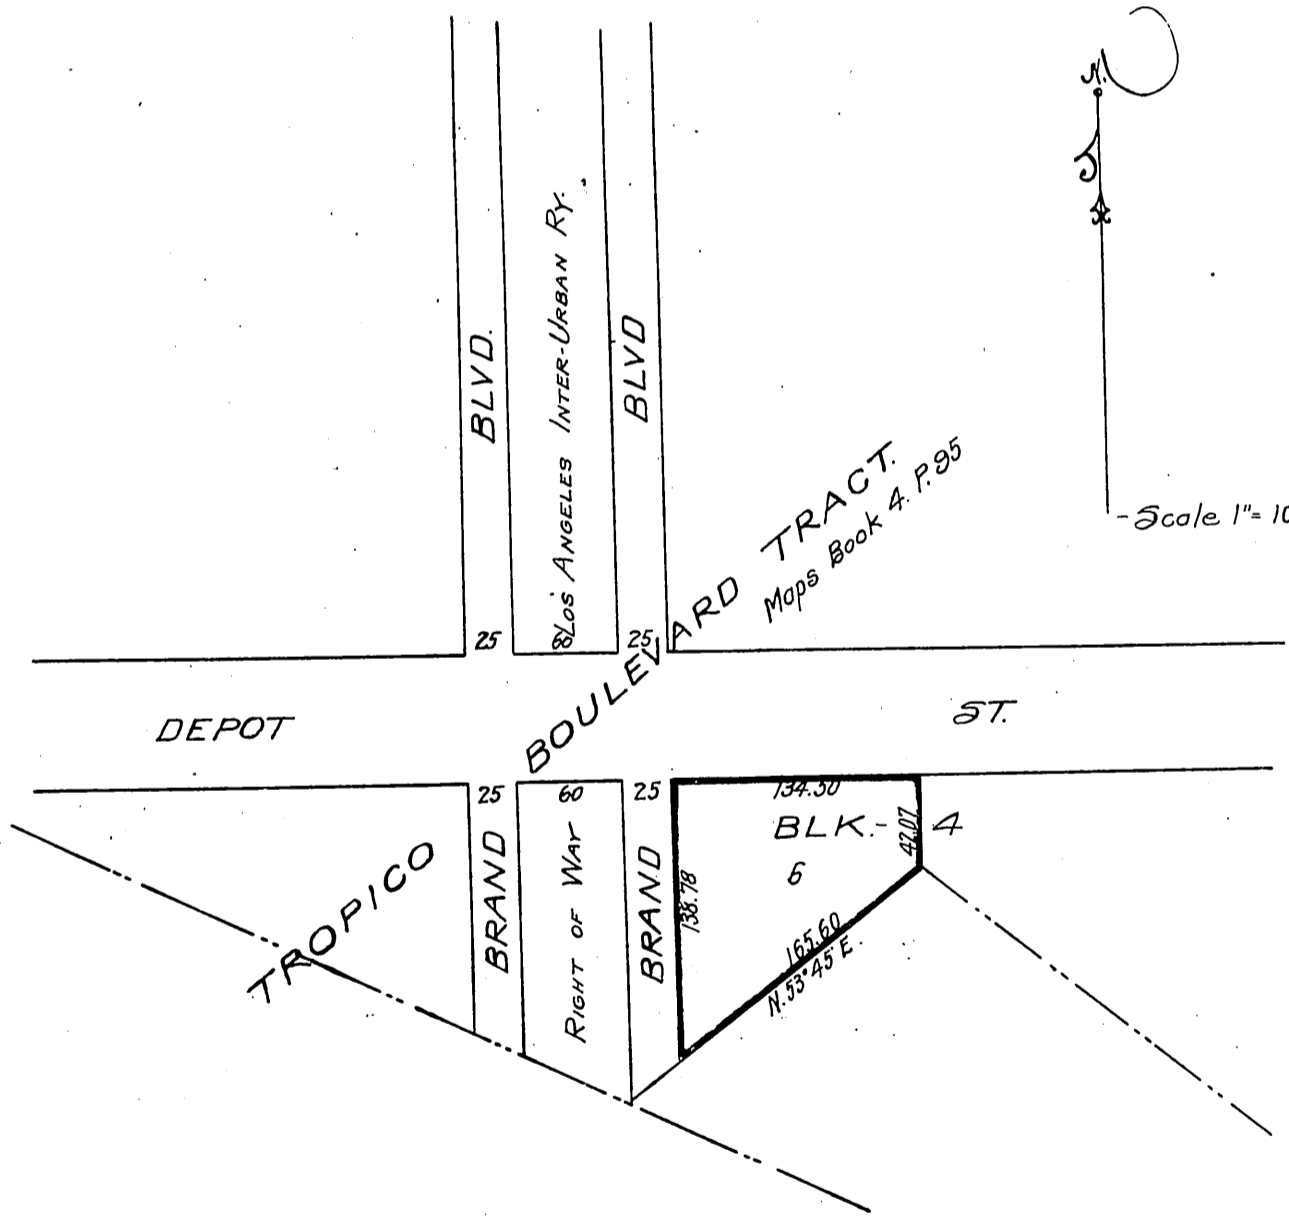 N.
BLVD.
LOS ANGELES INTER-URBAN RY.
BLVD
TROPICO BOULEVARD TRACT.
Maps Book 4. P. 95
-Scale 1"= 10
25
25
DEPOT
ST.
25
60
25
134.50
BLK.- 4
42.07
6
138.78
BRAND
RIGHT OF WAY
BRAND
165.60
N. 53° 45' E.